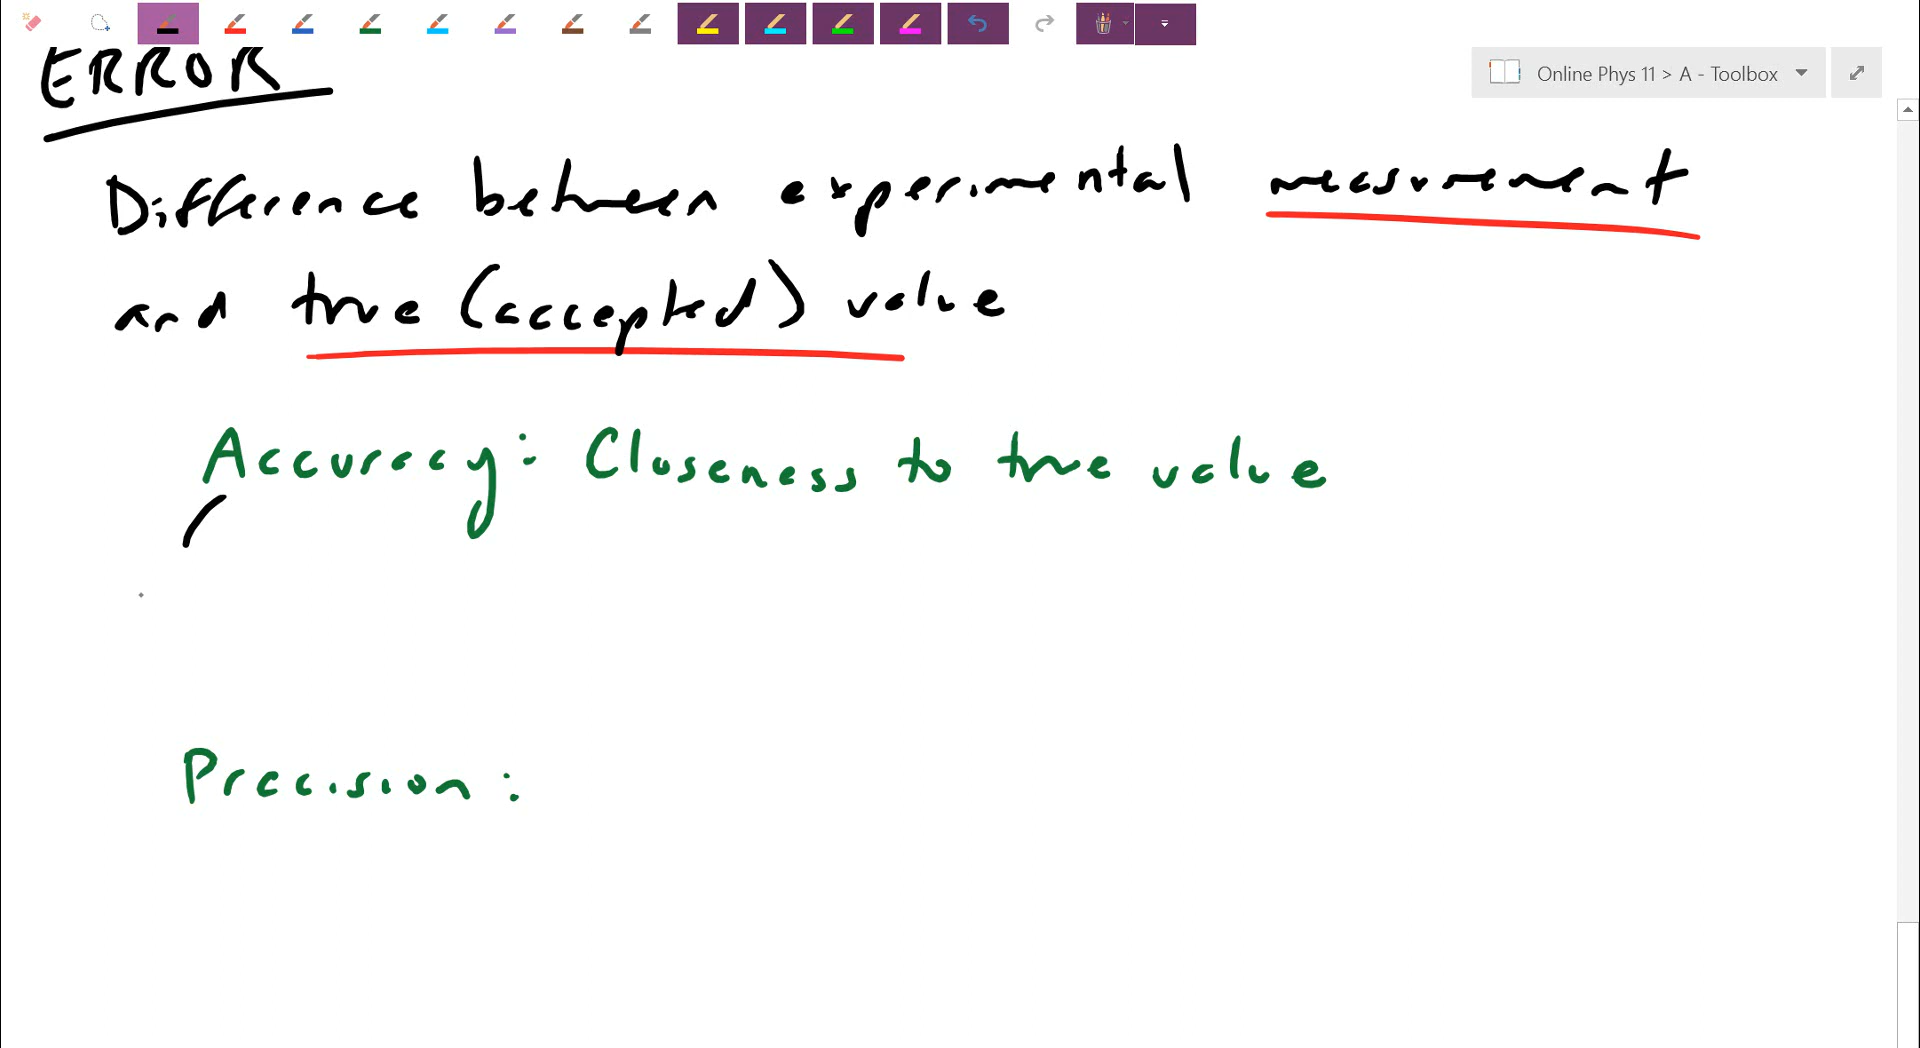 ERROR
Online Phys 11 > A - Toolbox
Difference between experimental measurement
and true (accepted) value
Accuracy: Closeness to true value
Precision: